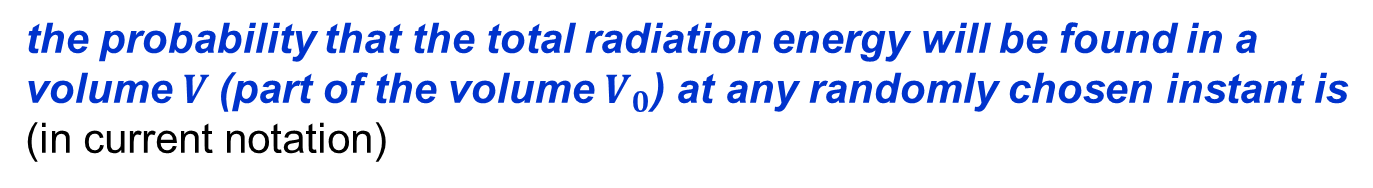 the probability that the total radiation energy will be found in a
volume V (part of the volume V₀) at any randomly chosen instant is
(in current notation)